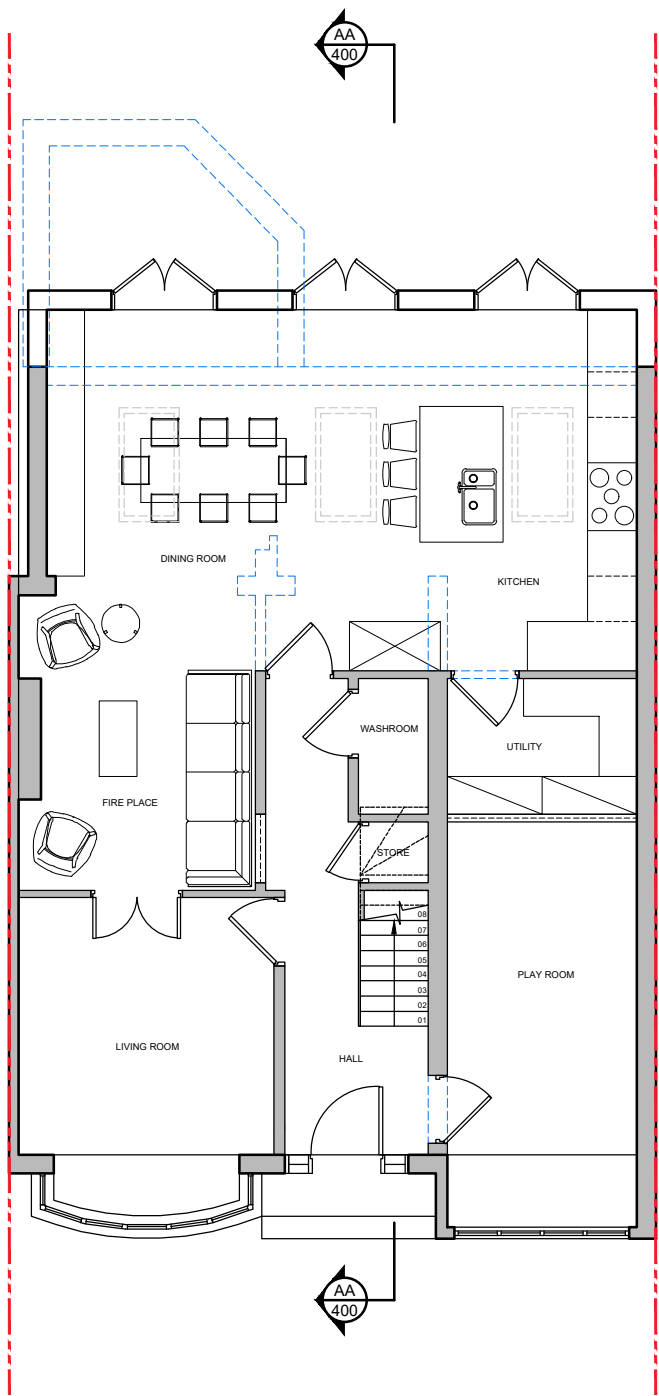 AA
400
DINING ROOM
KITCHEN
WASHROOM
UTILITY
FIRE PLACE
STORE
08
07
06
05
04
03
02
01
PLAY ROOM
LIVING ROOM
HALL
AA
400